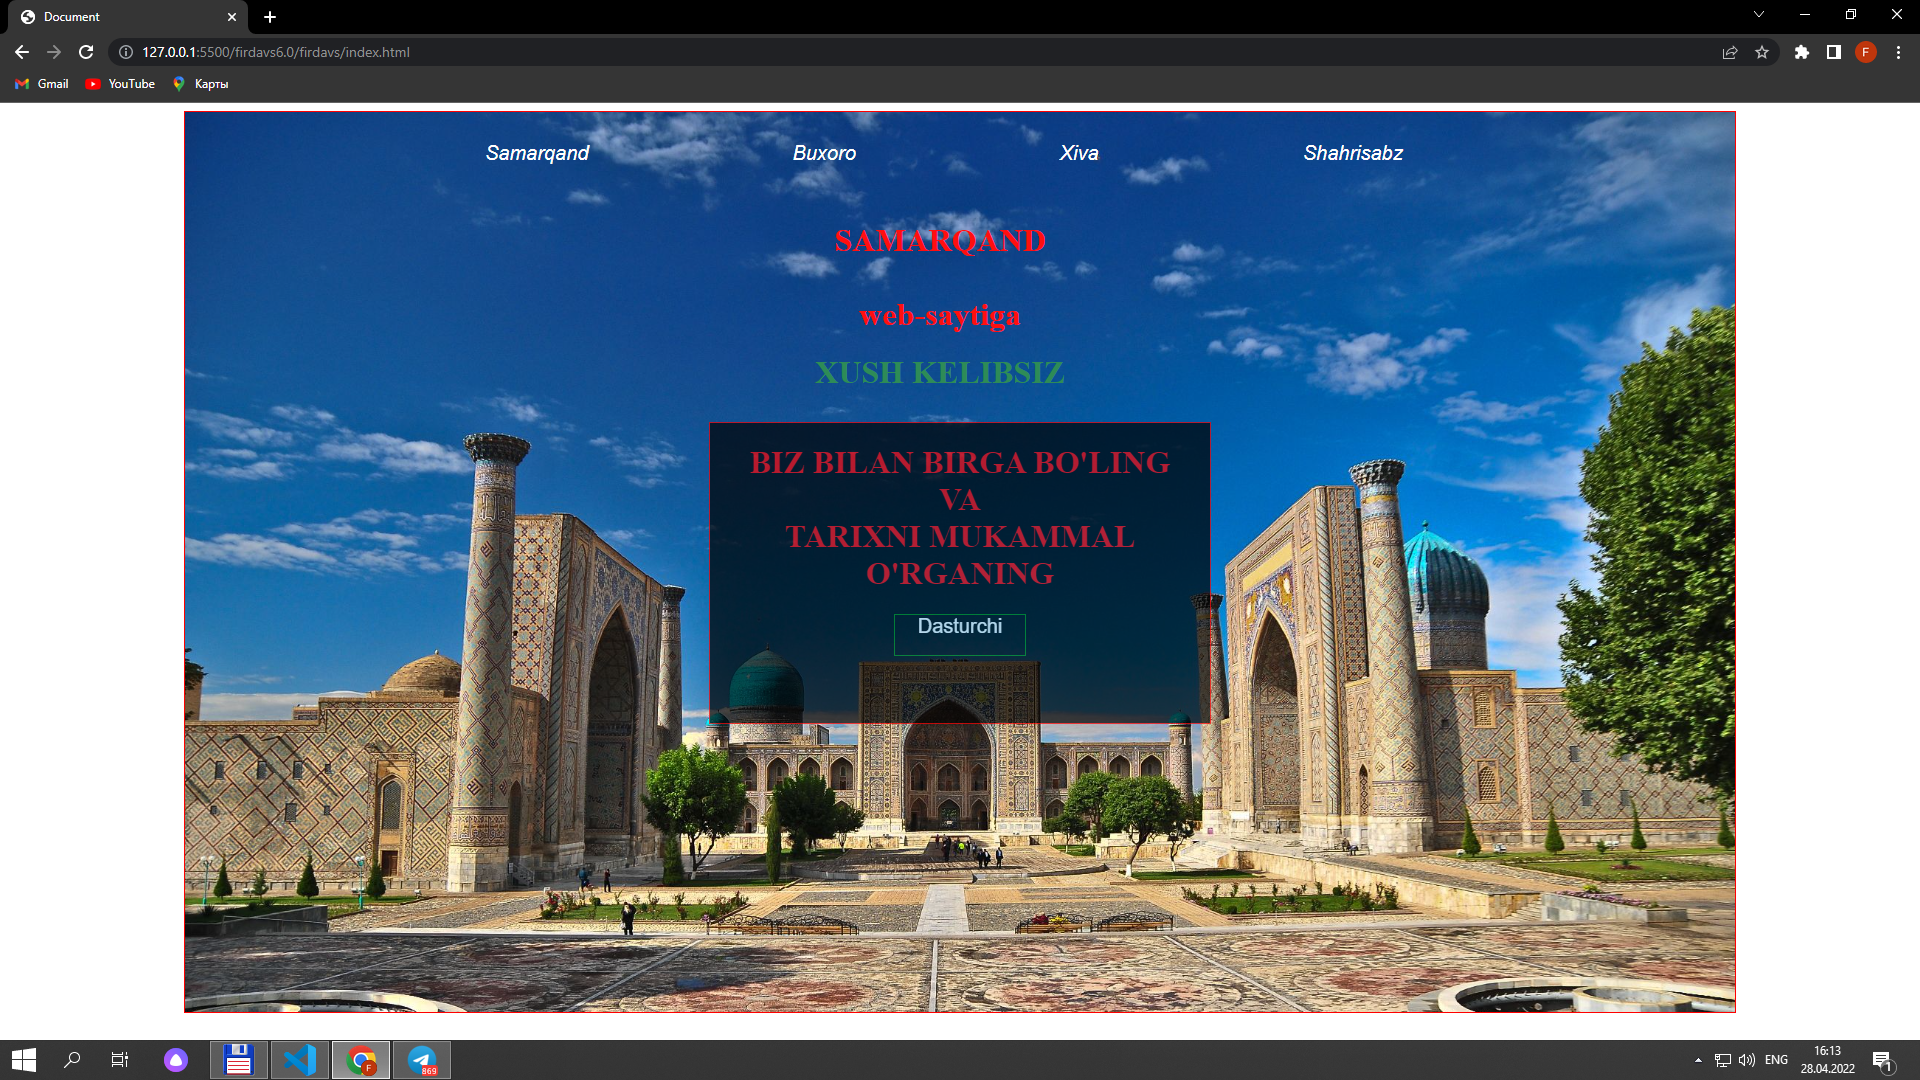 Document
127.0.0.1:5500/firdavs6.0/firdavs/index.html
F
Gmail
YouTube
Карты
Samarqand
Buxoro
Xiva
Shahrisabz
SAMARQAND
web-saytiga
XUSH KELIBSIZ
BIZ BILAN BIRGA BO'LING
VA
TARIXNI MUKAMMAL
O'RGANING
Dasturchi
F
869
ENG
16:13
28.04.2022
1